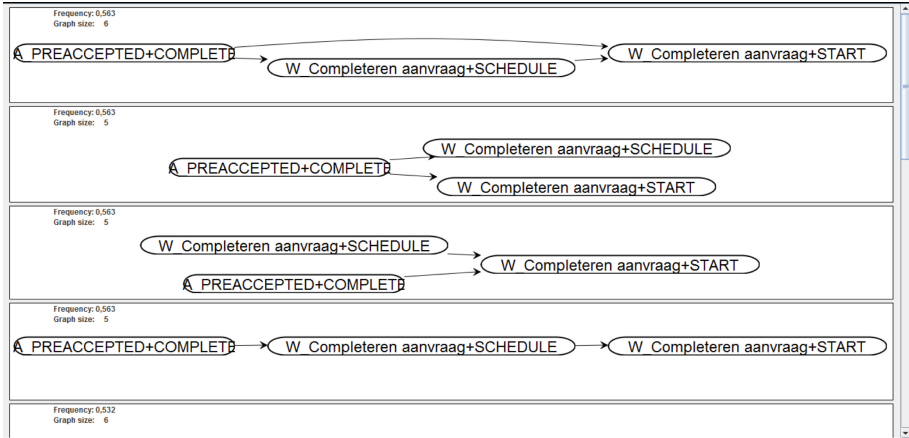 Frequency: 0,563
Graph size: 6
A_PREACCEPTED+COMPLETE
W_Completeren aanvraag+SCHEDULE
W_Completeren aanvraag+START
Frequency: 0,563
Graph size: 5
A_PREACCEPTED+COMPLETE
W_Completeren aanvraag+SCHEDULE
W_Completeren aanvraag+START
Frequency: 0,563
Graph size: 5
W_Completeren aanvraag+SCHEDULE
A_PREACCEPTED+COMPLETE
W_Completeren aanvraag+START
Frequency: 0,563
Graph size: 5
A_PREACCEPTED+COMPLETE
W_Completeren aanvraag+SCHEDULE
W_Completeren aanvraag+START
Frequency: 0,532
Graph size: 6